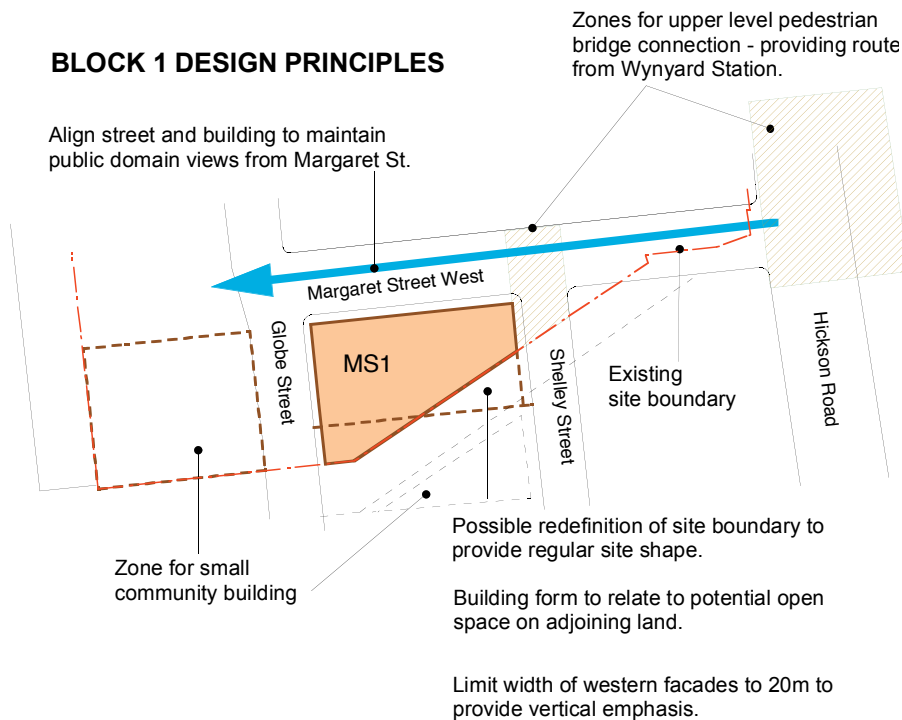 Zones for upper level pedestrian
bridge connection - providing route
from Wynyard Station.
BLOCK 1 DESIGN PRINCIPLES
Align street and building to maintain
public domain views from Margaret St.
Margaret Street West
Globe Street
MS1
Shelley Street
Hickson Road
Existing
site boundary
Zone for small
community building
Possible redefinition of site boundary to
provide regular site shape.
Building form to relate to potential open
space on adjoining land.
Limit width of western facades to 20m to
provide vertical emphasis.